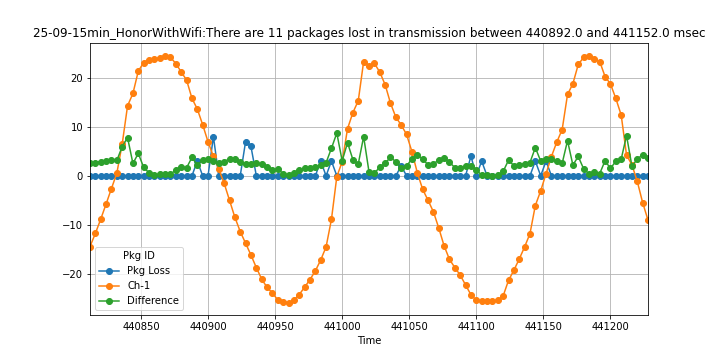 25-09-15min_HonorWithWifi:There are 11 packages lost in transmission between 440892.0 and 441152.0 msec
20
10
0
−10
−20
Pkg ID
Pkg Loss
Ch-1
Difference
440850 440900 440950 441000 441050 441100 441150 441200
Time